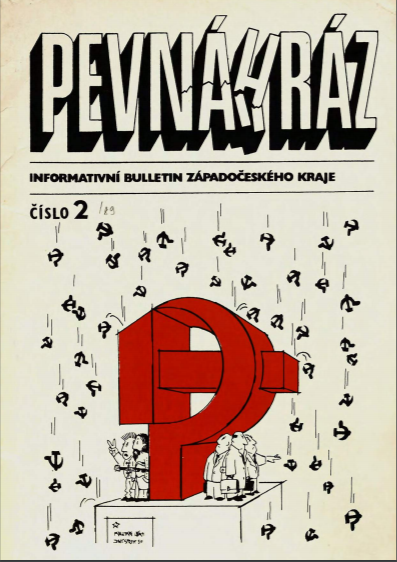 PEVNÁ HRÁZ
INFORMATIVNÍ BULLETIN ZÁPADOČESKÉHO KRAJE
ČÍSLO 2 /89